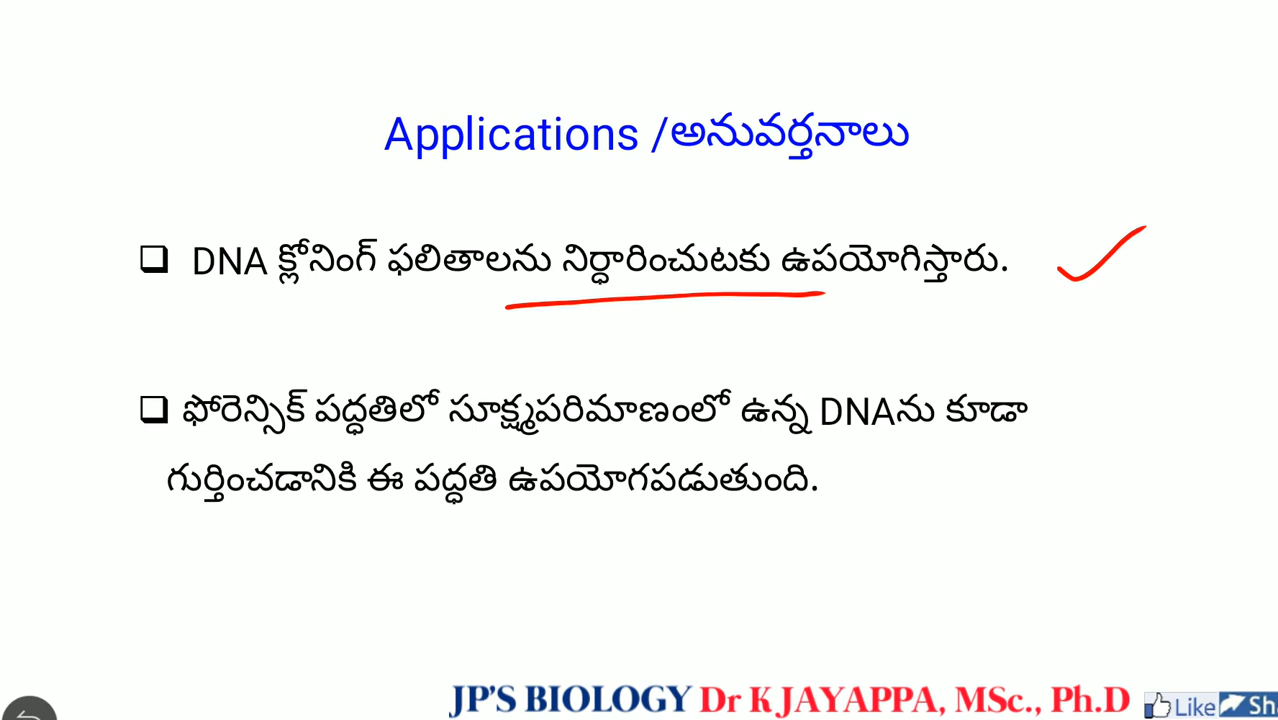 Applications /అనువర్తనాలు
DNA క్లోనింగ్ ఫలితాలను నిర్ధారించుటకు ఉపయోగిస్తారు.
ఫోరెన్సిక్ పద్ధతిలో సూక్ష్మపరిమాణంలో ఉన్న DNAను కూడా
గుర్తించడానికి ఈ పద్ధతి ఉపయోగపడుతుంది.
JP'S BIOLOGY Dr K JAYAPPA, MSc., Ph.D Like Sh